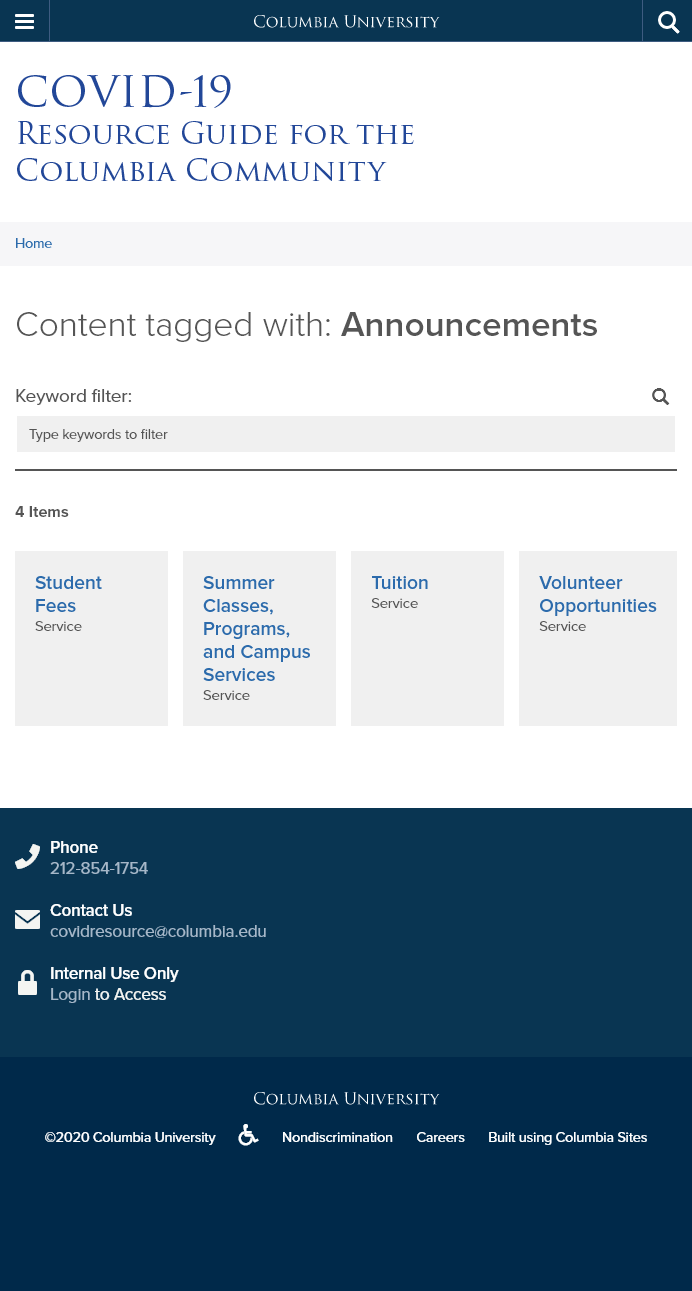 Columbia University
COVID-19
Resource Guide for the
Columbia Community
Home
Content tagged with: Announcements
Keyword filter:
Type keywords to filter
4 Items
Student
Fees
Service
Summer
Classes,
Programs,
and Campus
Services
Service
Tuition
Service
Volunteer
Opportunities
Service
Phone
212-854-1754
Contact Us
covidresource@columbia.edu
Internal Use Only
Login to Access
Columbia University
©2020 Columbia University Nondiscrimination Careers Built using Columbia Sites